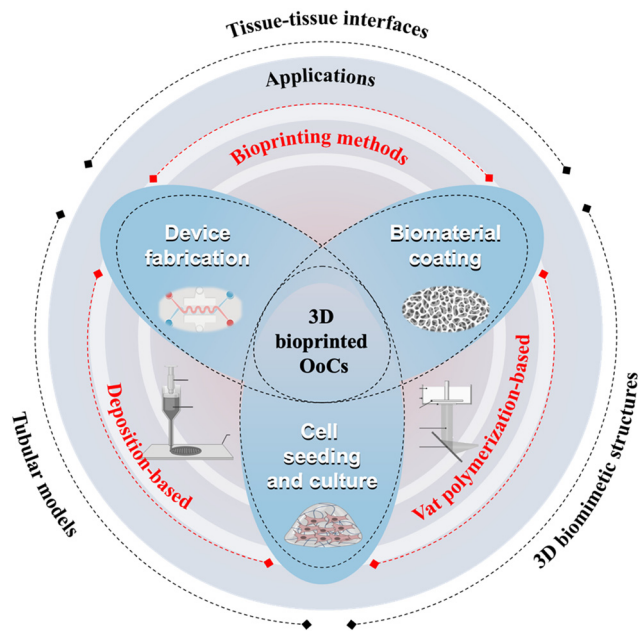 Tissue-tissue interfaces
Applications
Bioprinting methods
Device
fabrication
Biomaterial
coating
3D
bioprinted
OoCs
Cell
seeding
and culture
Deposition-based
Vat polymerization-based
Tubular models
3D biomimetic structures